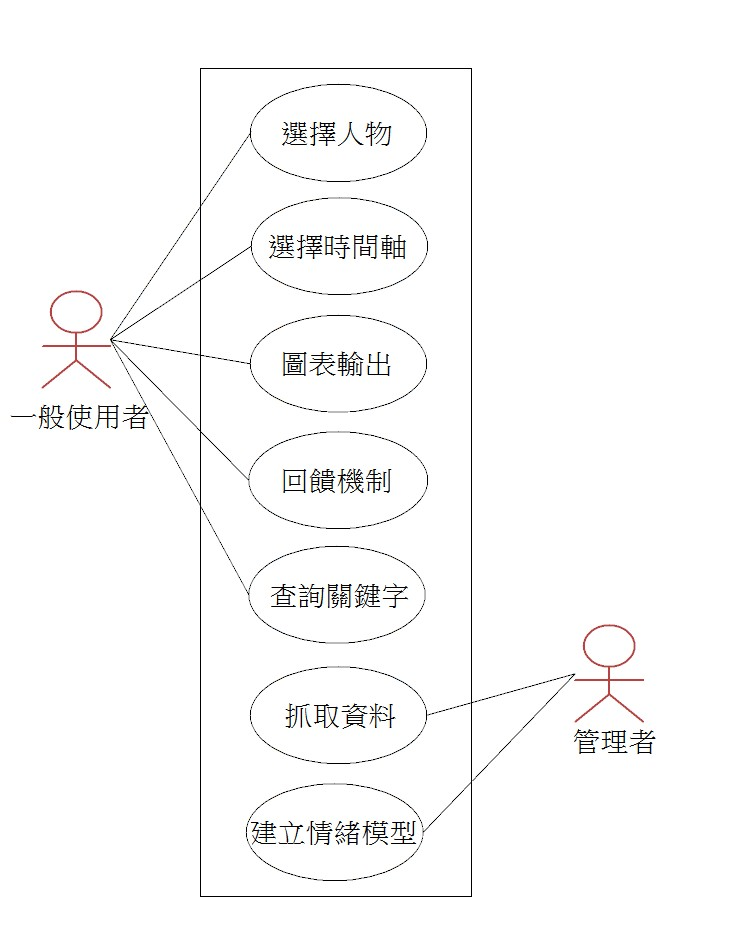 選擇人物
選擇時間軸
圖表輸出
一般使用者
回饋機制
查詢關鍵字
抓取資料
管理者
建立情緒模型